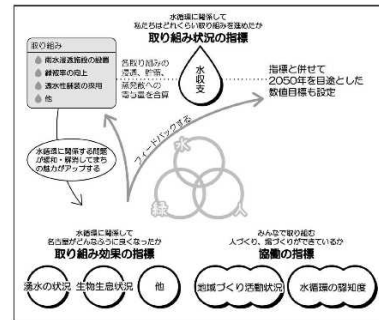 水循環に関係して
私たちはどれくらい取り組みを進めたか
取り組み状況の指標
取り組み
雨水浸透施設の設置
緑被率の向上
透水性舗装の採用
他
各取り組みの
浸透、貯留、
蒸発散への
寄与量を合算
水収支
指標と併せて
2050年を目途とした
数値目標も設定
フィードバックする
水循環に関係する問題
が緩和・解消してまち
の魅力がアップする
水
緑
人
水循環に関係して
名古屋がどんなふうに良くなったか
取り組み効果の指標
みんなで取り組む
人づくり、場づくりができているか
協働の指標
湧水の状況
生物生息状況
他
地域づくり活動状況
水循環の認知度